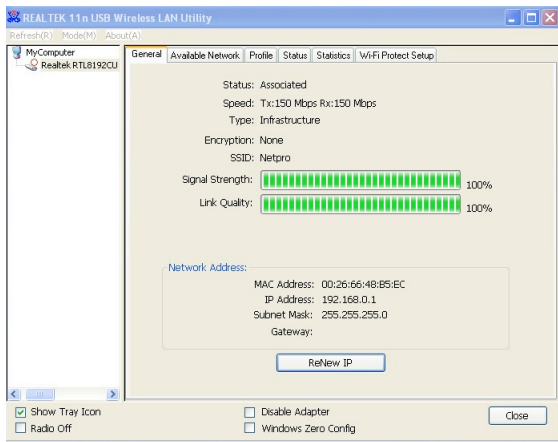 REALTEK 11n USB Wireless LAN Utility
Refresh(R) Mode(M) About(A)
MyComputer
Realtek RTL8192CU
General Available Network Profile Status Statistics Wi-Fi Protect Setup
Status: Associated
Speed: Tx:150 Mbps Rx:150 Mbps
Type: Infrastructure
Encryption: None
SSID: Netpro
Signal Strength: 100%
Link Quality: 100%
Network Address:
MAC Address: 00:26:66:48:B5:EC
IP Address: 192.168.0.1
Subnet Mask: 255.255.255.0
Gateway:
ReNew IP
Show Tray Icon
Radio Off
Disable Adapter
Windows Zero Config
Close